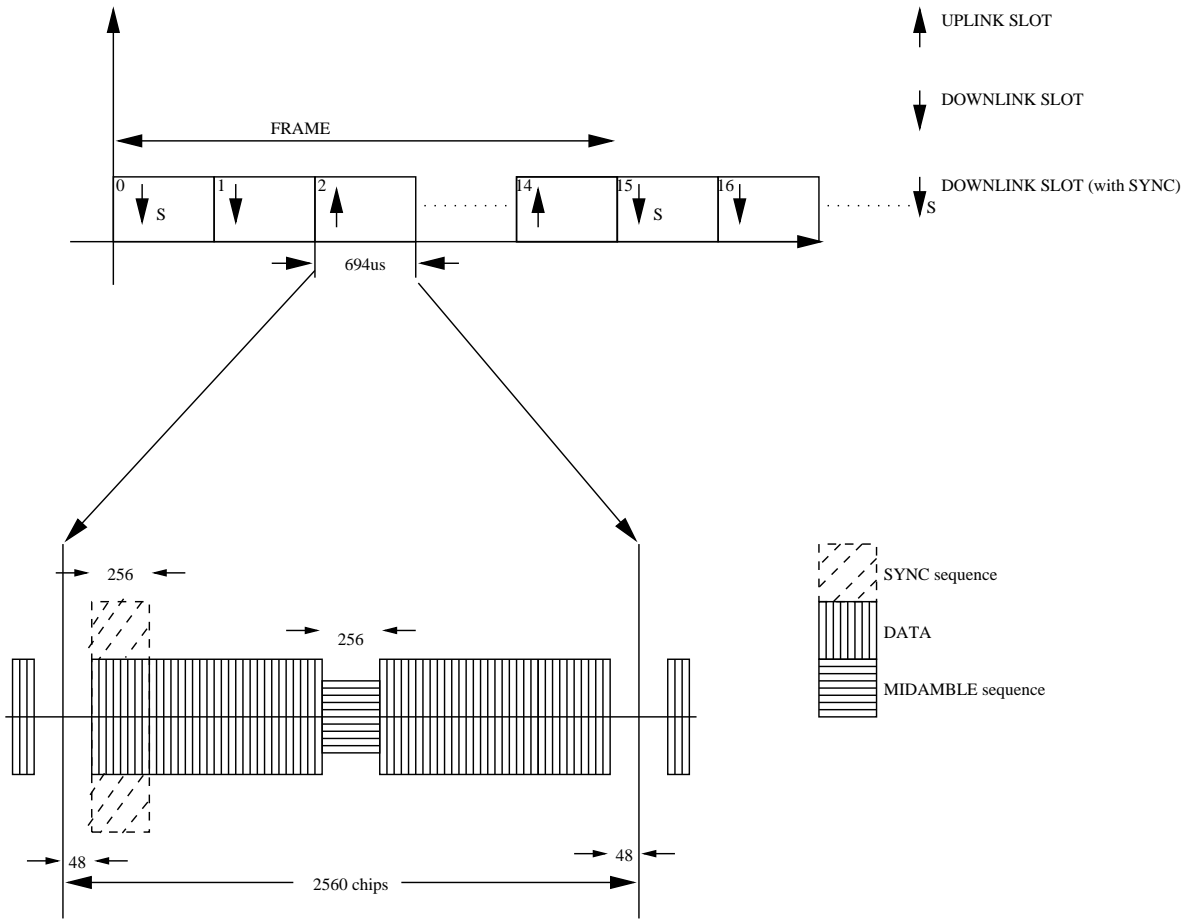 UPLINK SLOT
DOWNLINK SLOT
FRAME
0 S 1 2 14 15 S 16
DOWNLINK SLOT (with SYNC)
S
694us
256
SYNC sequence
256
DATA
MIDAMBLE sequence
48
48
2560 chips